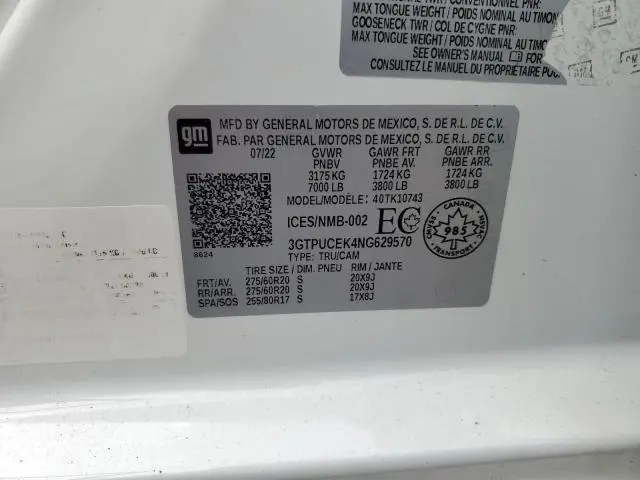 MAX TONGUE WEIGHT / POIDS NOMINAL AU TIMON
GOOSENECK TWR / COL DE CYGNE PNR:
MAX TONGUE WEIGHT / POIDS NOMINAL AU TIMON
SEE OWNER'S MANUAL FOR
CONSULTEZ LE MANUEL DU PROPRIETAIRE POUR
gm
MFD BY GENERAL MOTORS DE MEXICO, S. DE R.L. DE C.V.
FAB. PAR GENERAL MOTORS DE MEXICO, S. DE R.L. DE C.V.
07/22 GVWR GAWR FRT GAWR RR
PNBV PNBE AV. PNBE ARR.
3175 KG 1724 KG 1724 KG
7000 LB 3800 LB 3800 LB
MODEL/MODÈLE: 40TK10743
ICES/NMB-002 EC
CANADA
985
CMVSS
NSVAC
3GTPUCEK4NG629570
8624
TYPE: TRU/CAM
TIRE SIZE / DIM. PNEU RIM / JANTE
FRT/AV. 275/60R20 S 20X9J
RR/ARR. 275/60R20 S 20X9J
SPA/SOS 255/80R17 S 17X8J